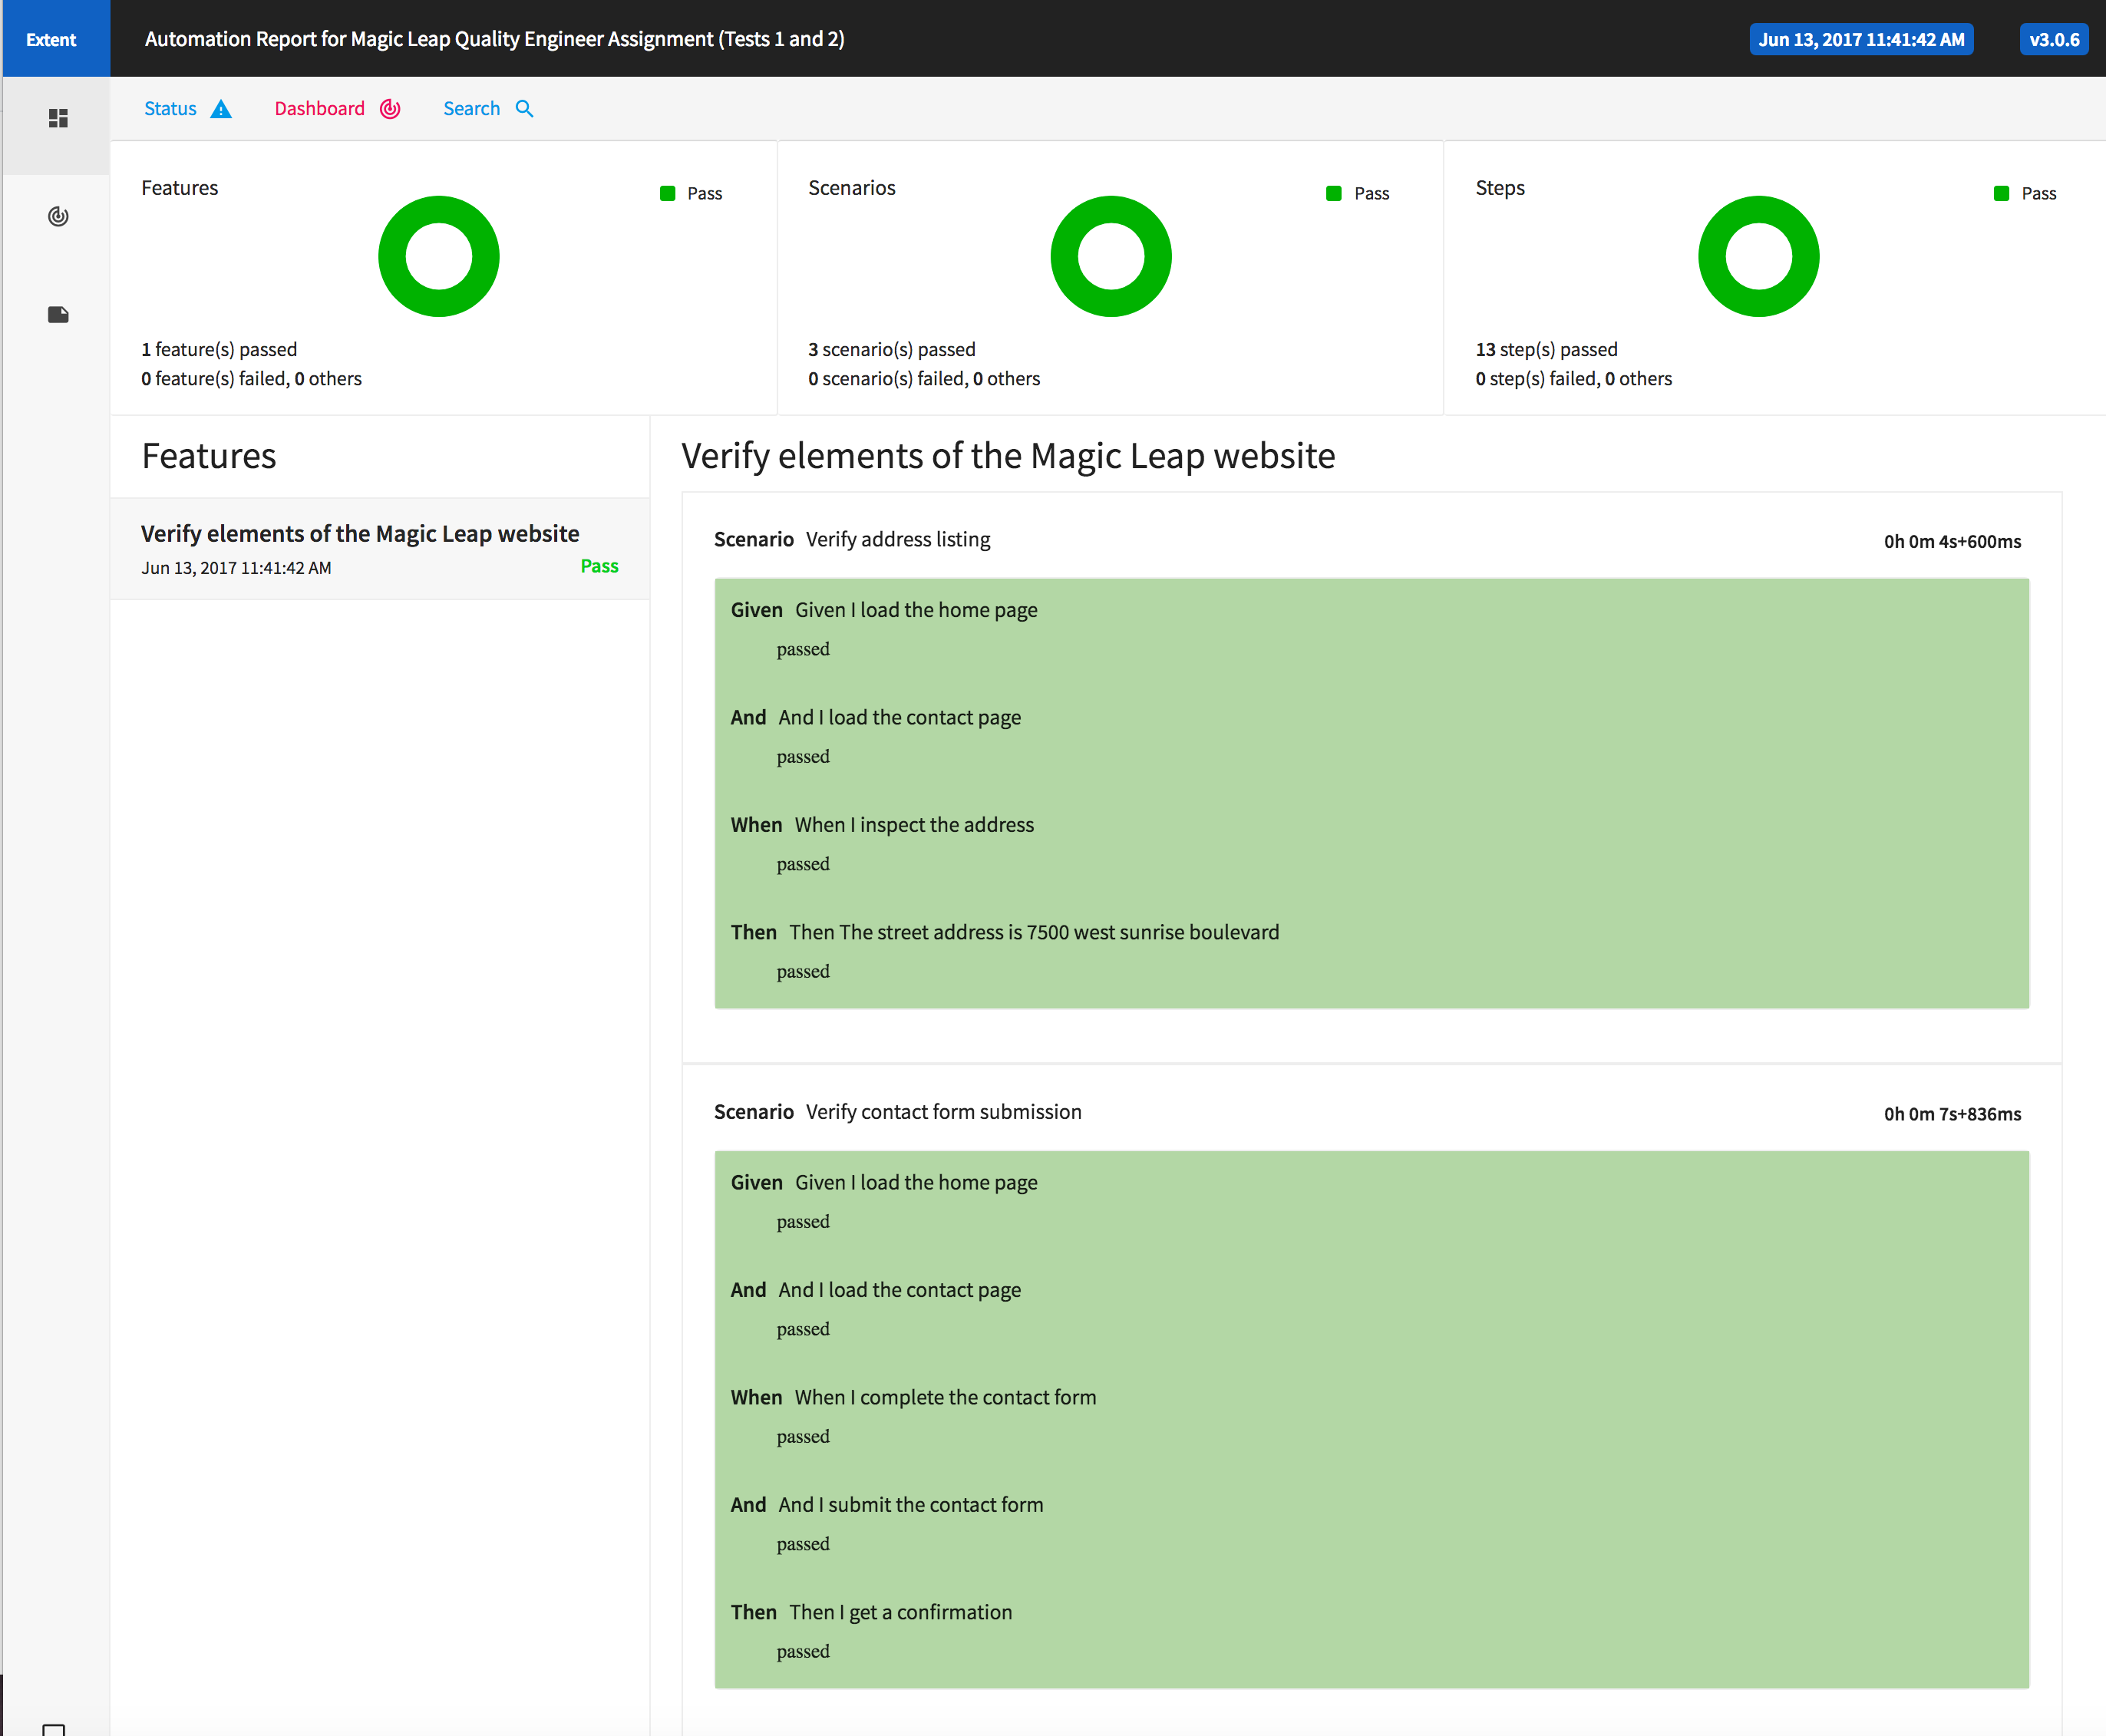 Extent
Automation Report for Magic Leap Quality Engineer Assignment (Tests 1 and 2)
Jun 13, 2017 11:41:42 AM
v3.0.6
Status
Dashboard
Search
Features
Pass
1 feature(s) passed
0 feature(s) failed, 0 others
Scenarios
Pass
3 scenario(s) passed
0 scenario(s) failed, 0 others
Steps
Pass
13 step(s) passed
0 step(s) failed, 0 others
Features
Verify elements of the Magic Leap website
Jun 13, 2017 11:41:42 AM
Pass
Verify elements of the Magic Leap website
Scenario Verify address listing
0h 0m 4s+600ms
Given Given I load the home page
passed
And And I load the contact page
passed
When When I inspect the address
passed
Then Then The street address is 7500 west sunrise boulevard
passed
Scenario Verify contact form submission
0h 0m 7s+836ms
Given Given I load the home page
passed
And And I load the contact page
passed
When When I complete the contact form
passed
And And I submit the contact form
passed
Then Then I get a confirmation
passed